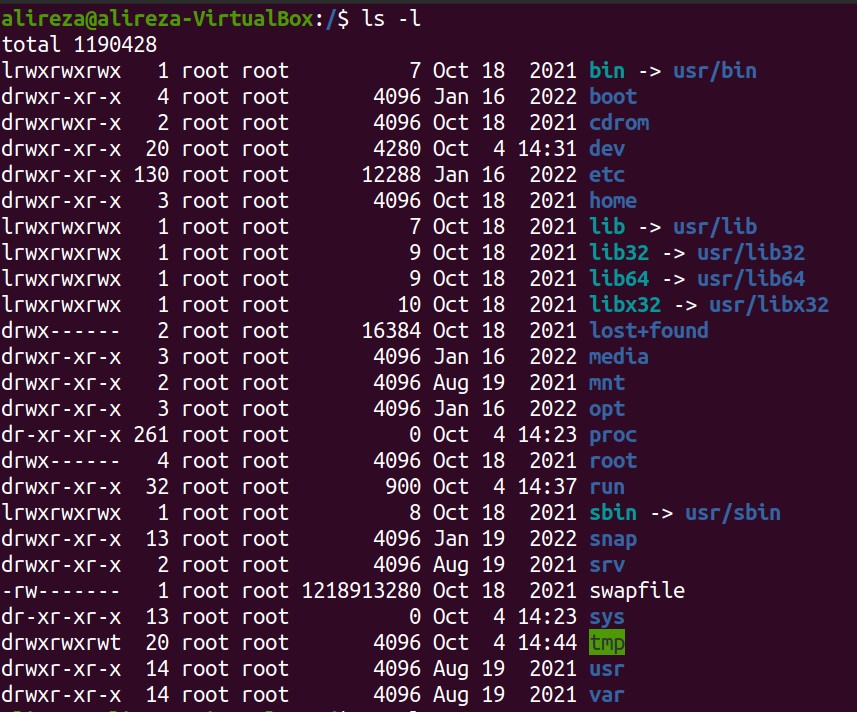 alireza@alireza-VirtualBox:/$ ls -l
total 1190428
lrwxrwxrwx   1 root root          7 Oct 18  2021 bin -> usr/bin
drwxr-xr-x   4 root root       4096 Jan 16  2022 boot
drwxrwxr-x   2 root root       4096 Oct 18  2021 cdrom
drwxr-xr-x  20 root root       4280 Oct  4 14:31 dev
drwxr-xr-x 130 root root      12288 Jan 16  2022 etc
drwxr-xr-x   3 root root       4096 Oct 18  2021 home
lrwxrwxrwx   1 root root          7 Oct 18  2021 lib -> usr/lib
lrwxrwxrwx   1 root root          9 Oct 18  2021 lib32 -> usr/lib32
lrwxrwxrwx   1 root root          9 Oct 18  2021 lib64 -> usr/lib64
lrwxrwxrwx   1 root root         10 Oct 18  2021 libx32 -> usr/libx32
drwx------   2 root root      16384 Oct 18  2021 lost+found
drwxr-xr-x   3 root root       4096 Jan 16  2022 media
drwxr-xr-x   2 root root       4096 Aug 19  2021 mnt
drwxr-xr-x   3 root root       4096 Jan 16  2022 opt
dr-xr-xr-x 261 root root          0 Oct  4 14:23 proc
drwx------   4 root root       4096 Oct 18  2021 root
drwxr-xr-x  32 root root        900 Oct  4 14:37 run
lrwxrwxrwx   1 root root          8 Oct 18  2021 sbin -> usr/sbin
drwxr-xr-x  13 root root       4096 Jan 19  2022 snap
drwxr-xr-x   2 root root       4096 Aug 19  2021 srv
-rw-------   1 root root 1218913280 Oct 18  2021 swapfile
dr-xr-xr-x  13 root root          0 Oct  4 14:23 sys
drwxrwxrwt  20 root root       4096 Oct  4 14:44 tmp
drwxr-xr-x  14 root root       4096 Aug 19  2021 usr
drwxr-xr-x  14 root root       4096 Aug 19  2021 var